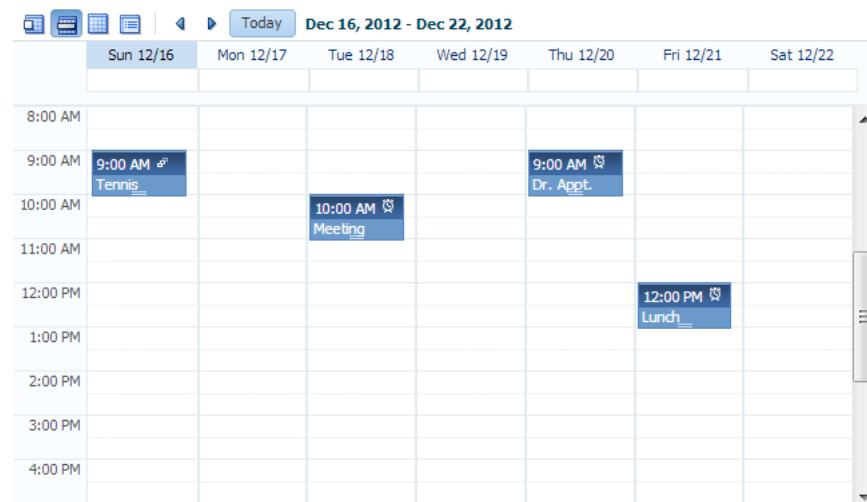 Today Dec 16, 2012 - Dec 22, 2012
Sun 12/16 Mon 12/17 Tue 12/18 Wed 12/19 Thu 12/20 Fri 12/21 Sat 12/22
8:00 AM
9:00 AM
9:00 AM
Tennis
9:00 AM
Dr. Appt.
10:00 AM
10:00 AM
Meeting
11:00 AM
12:00 PM
12:00 PM
Lunch
1:00 PM
2:00 PM
3:00 PM
4:00 PM